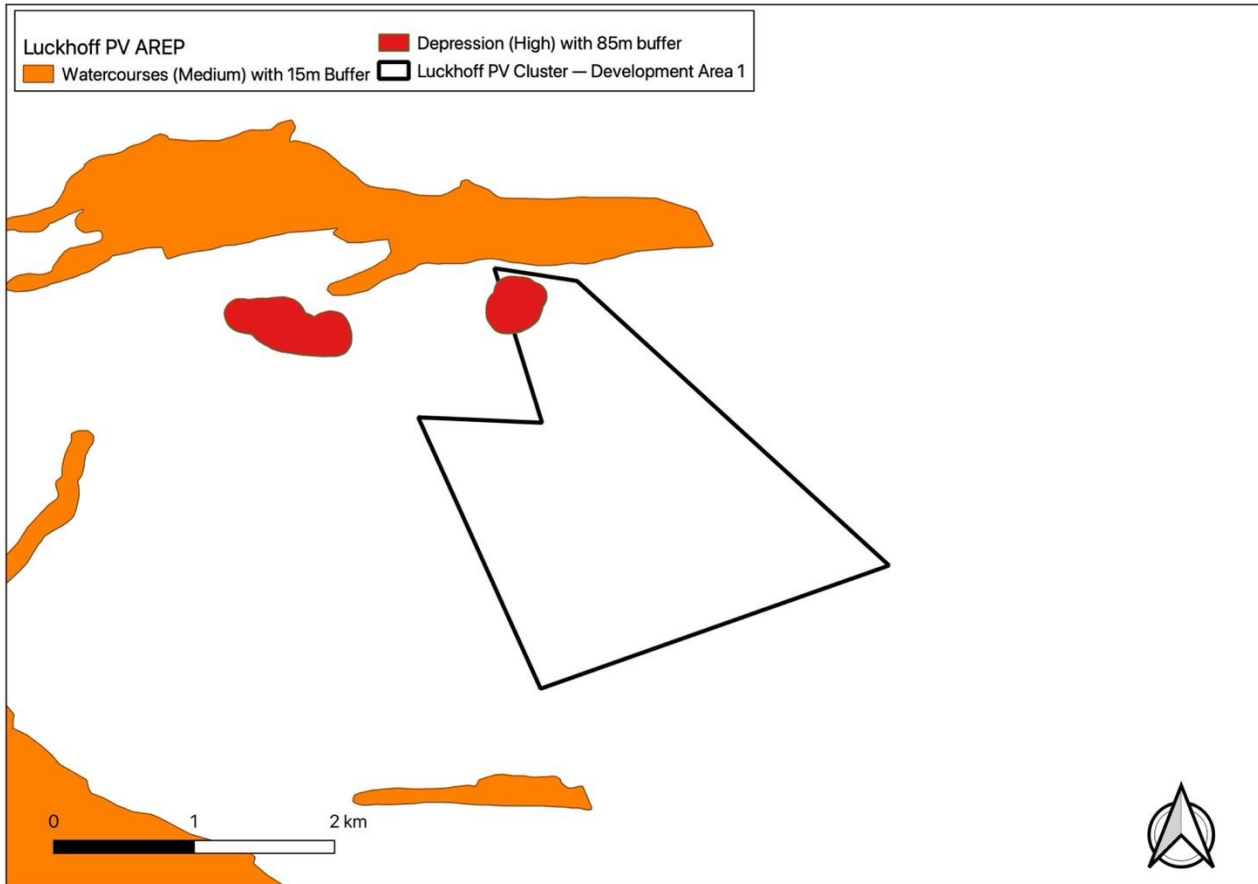 Luckhoff PV AREP
Watercourses (Medium) with 15m Buffer
Depression (High) with 85m buffer
Luckhoff PV Cluster — Development Area 1
0 1 2 km